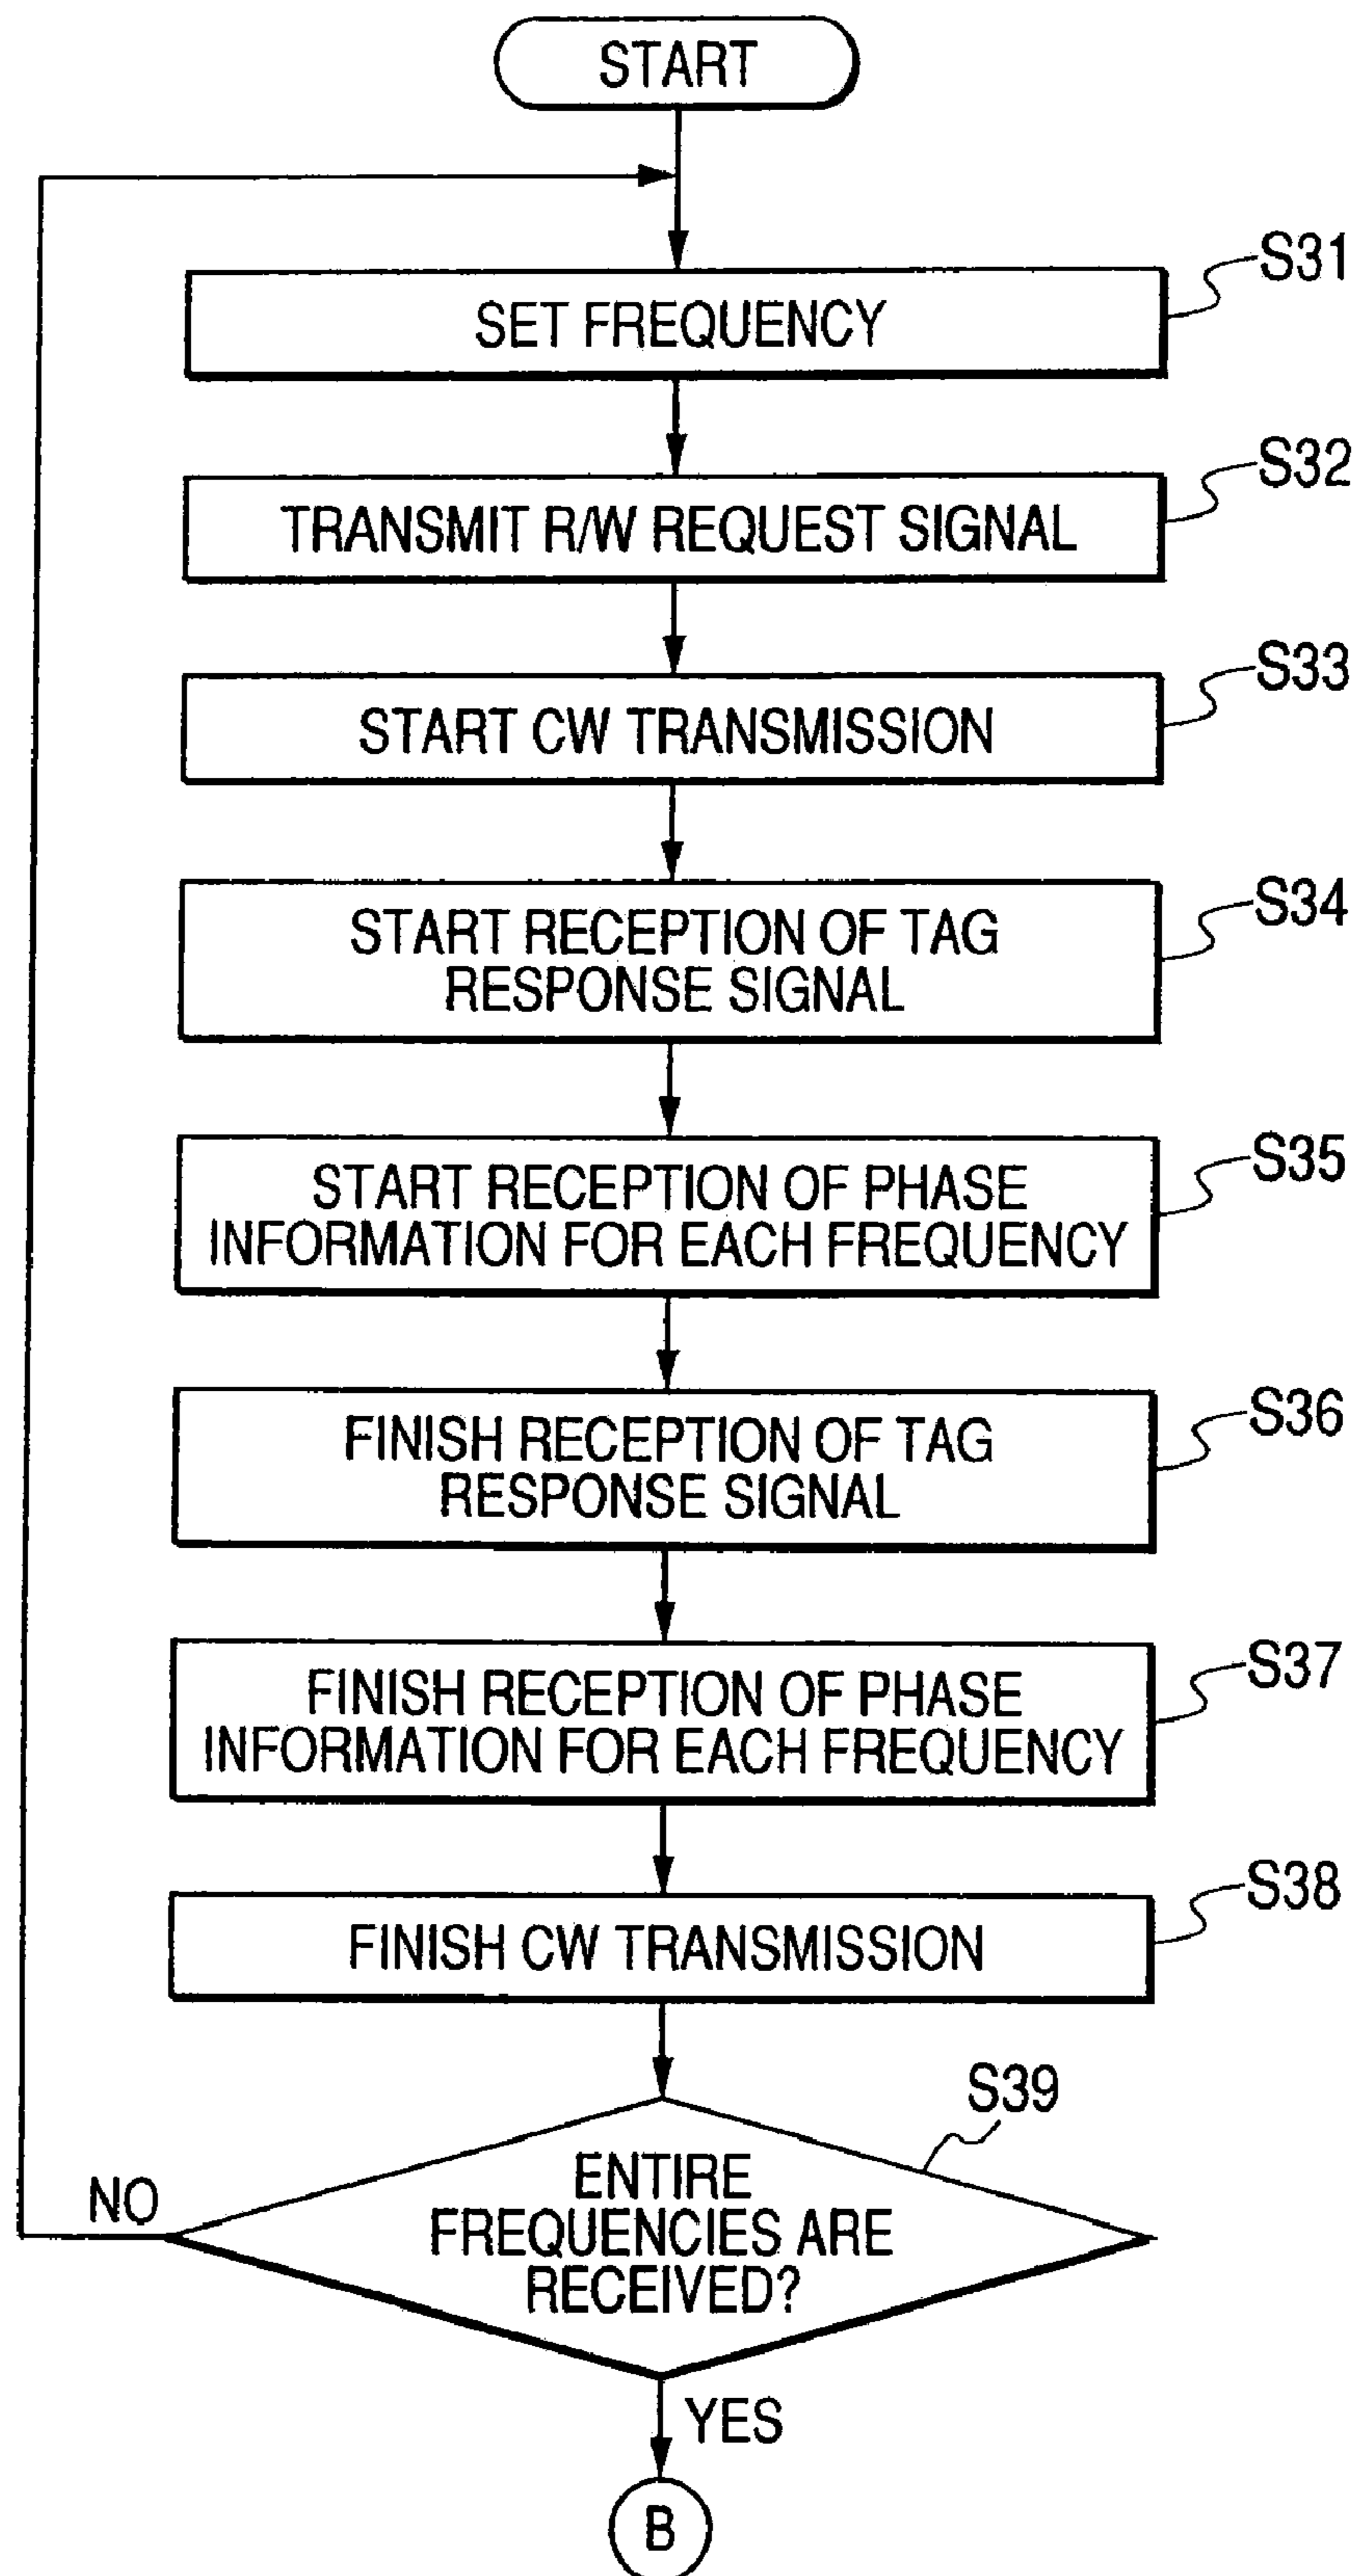 START
S31
SET FREQUENCY
S32
TRANSMIT R/W REQUEST SIGNAL
S33
START CW TRANSMISSION
S34
START RECEPTION OF TAG
RESPONSE SIGNAL
S35
START RECEPTION OF PHASE
INFORMATION FOR EACH FREQUENCY
S36
FINISH RECEPTION OF TAG
RESPONSE SIGNAL
S37
FINISH RECEPTION OF PHASE
INFORMATION FOR EACH FREQUENCY
S38
FINISH CW TRANSMISSION
S39
NO
ENTIRE
FREQUENCIES ARE
RECEIVED?
YES
B